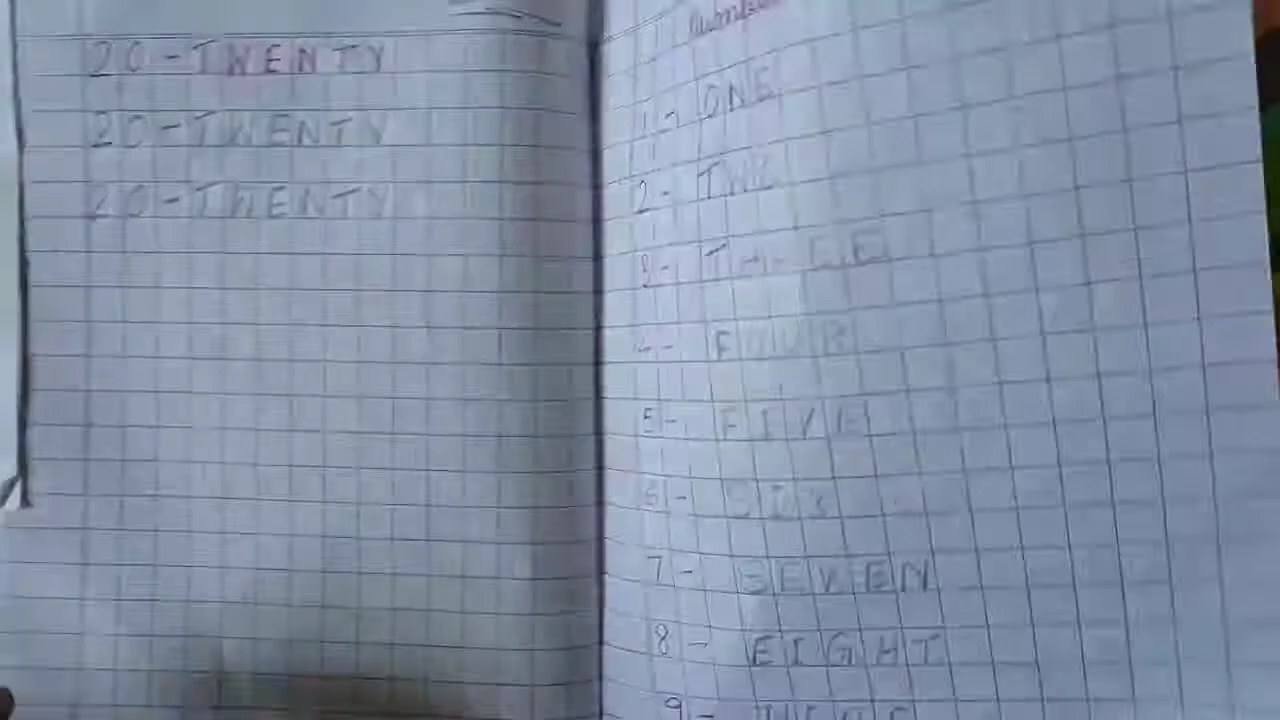 20-TWENTY
20-TWENTY
20-TWENTY
1- ONE
2- TWO
3-
4- FOUR
5- FIVE
6- SIX
7- SEVEN
8- EIGHT
9-